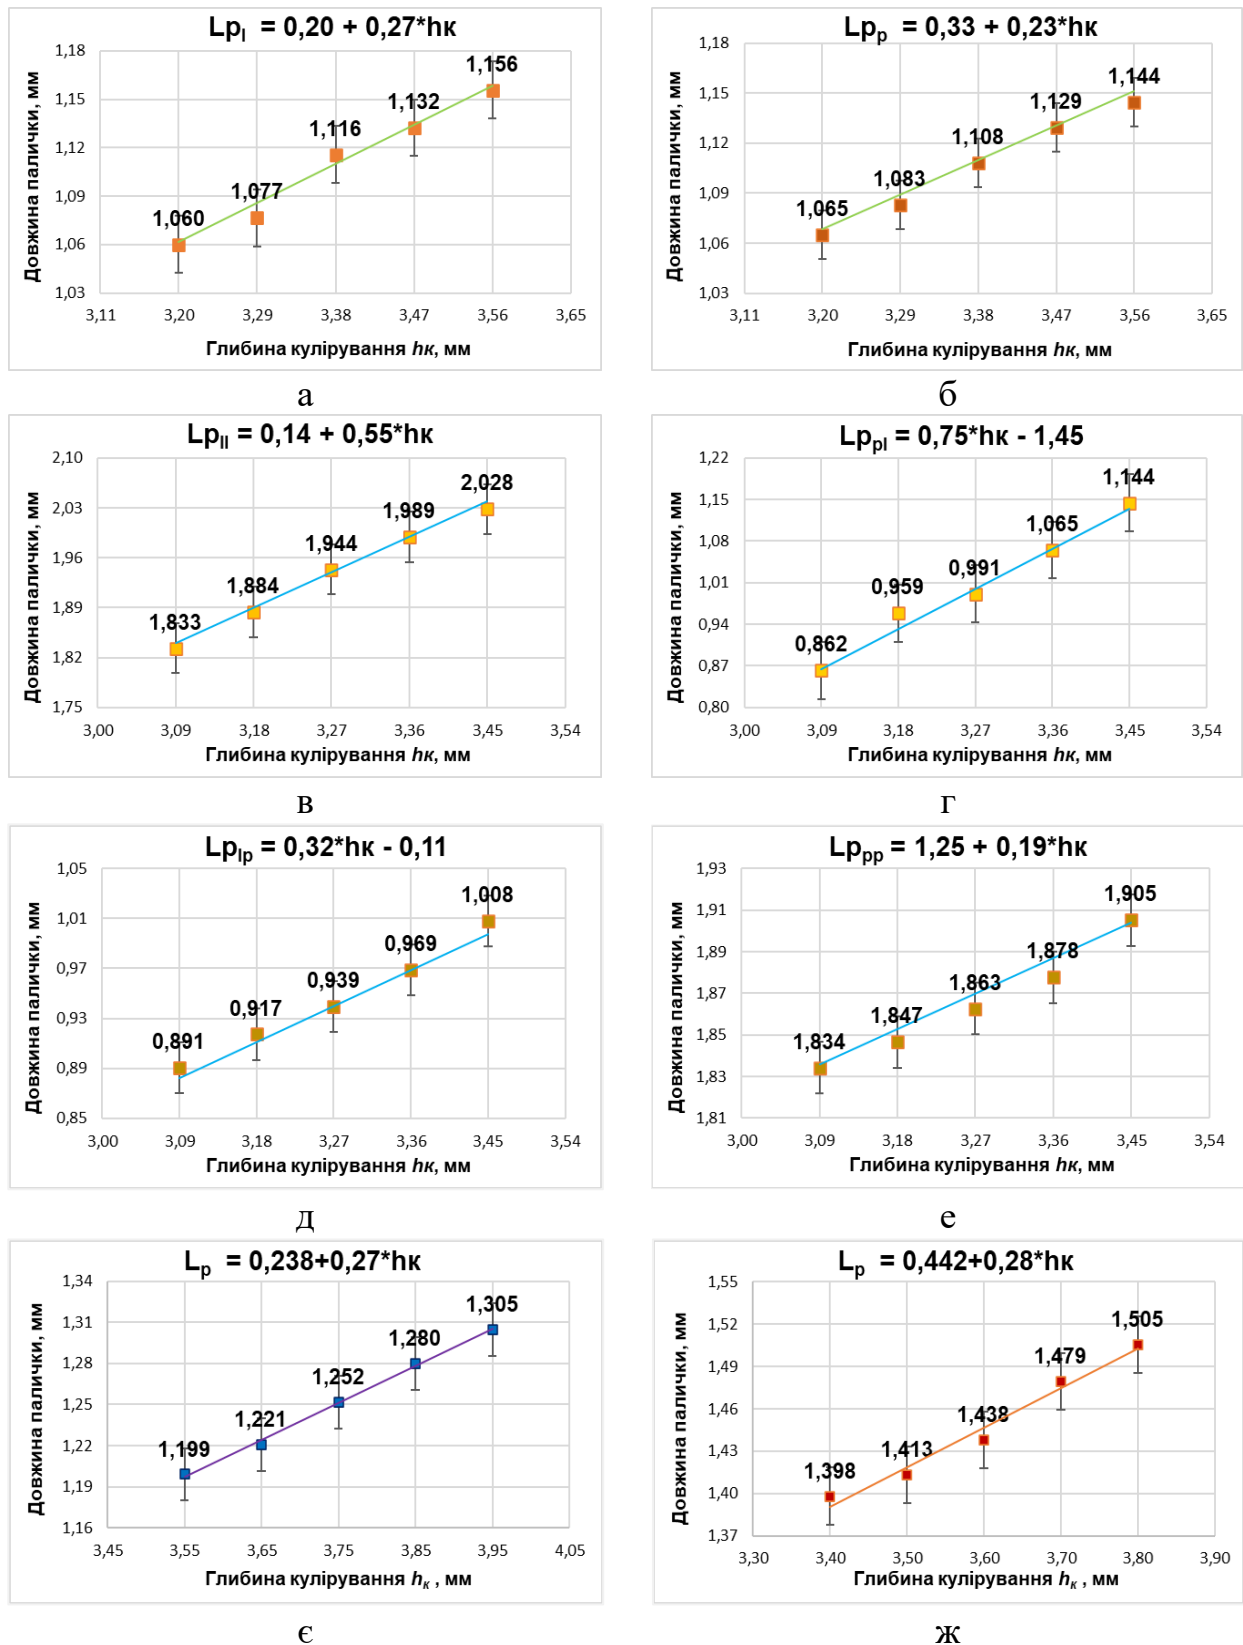 Lpₗ = 0,20 + 0,27*hк
Довжина палички, мм
1,18
1,15
1,12
1,09
1,06
1,03
1,060
1,077
1,116
1,132
1,156
3,11 3,20 3,29 3,38 3,47 3,56 3,65
Глибина кулірування hк, мм
а
Lpₚ = 0,33 + 0,23*hк
Довжина палички, мм
1,18
1,15
1,12
1,09
1,06
1,03
1,065
1,083
1,108
1,129
1,144
3,11 3,20 3,29 3,38 3,47 3,56 3,65
Глибина кулірування hк, мм
б
Lpₗₗ = 0,14 + 0,55*hк
Довжина палички, мм
2,10
2,03
1,96
1,89
1,82
1,75
1,833
1,884
1,944
1,989
2,028
3,00 3,09 3,18 3,27 3,36 3,45 3,54
Глибина кулірування hк, мм
в
Lpₚₗ = 0,75*hк - 1,45
Довжина палички, мм
1,22
1,15
1,08
1,01
0,94
0,87
0,80
0,862
0,959
0,991
1,065
1,144
3,00 3,09 3,18 3,27 3,36 3,45 3,54
Глибина кулірування hк, мм
г
Lpₗₚ = 0,32*hк - 0,11
Довжина палички, мм
1,05
1,01
0,97
0,93
0,89
0,85
0,891
0,917
0,939
0,969
1,008
3,00 3,09 3,18 3,27 3,36 3,45 3,54
Глибина кулірування hк, мм
д
Lpₚₚ = 1,25 + 0,19*hк
Довжина палички, мм
1,93
1,91
1,89
1,87
1,85
1,83
1,81
1,834
1,847
1,863
1,878
1,905
3,00 3,09 3,18 3,27 3,36 3,45 3,54
Глибина кулірування hк, мм
е
Lₚ = 0,238+0,27*hк
Довжина палички, мм
1,34
1,31
1,28
1,25
1,22
1,19
1,16
1,199
1,221
1,252
1,280
1,305
3,45 3,55 3,65 3,75 3,85 3,95 4,05
Глибина кулірування hк , мм
є
Lₚ = 0,442+0,28*hк
Довжина палички, мм
1,55
1,52
1,49
1,46
1,43
1,40
1,37
1,398
1,413
1,438
1,479
1,505
3,30 3,40 3,50 3,60 3,70 3,80 3,90
Глибина кулірування hк , мм
ж